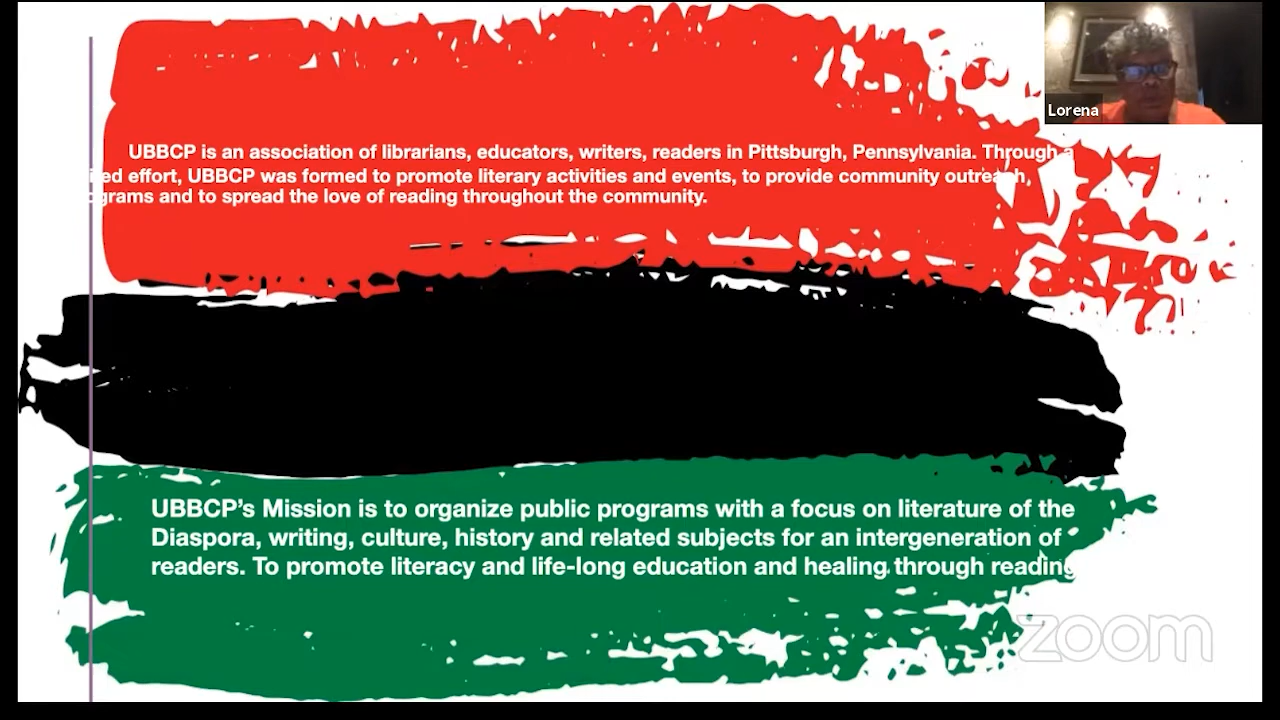 Lorena
UBBCP is an association of librarians, educators, writers, readers in Pittsburgh, Pennsylvania. Through a
effort, UBBCP was formed to promote literary activities and events, to provide community outreach,
and to spread the love of reading throughout the community.
UBBCP’s Mission is to organize public programs with a focus on literature of the
Diaspora, writing, culture, history and related subjects for an intergeneration of
readers. To promote literacy and life-long education and healing through reading
zoom